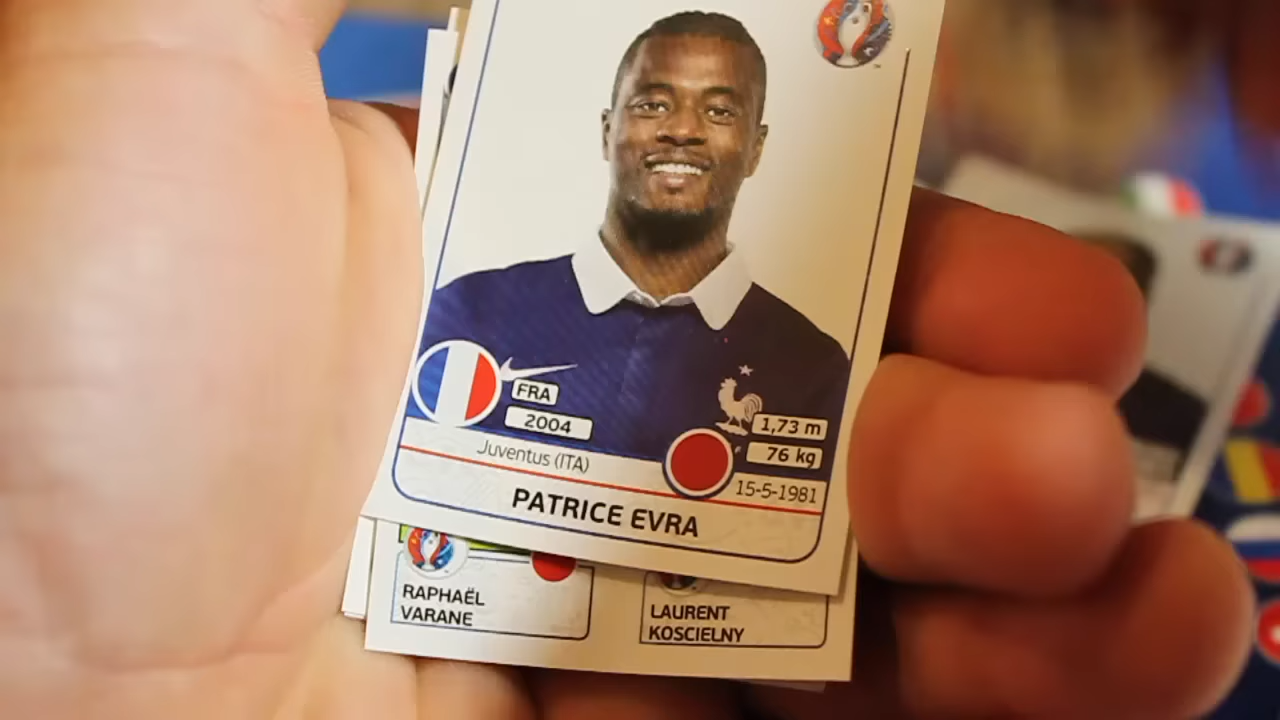 FRA
2004
1,73 m
76 kg
Juventus (ITA)
15-5-1981
PATRICE EVRA
RAPHAËL
VARANE
LAURENT
KOSCIELNY